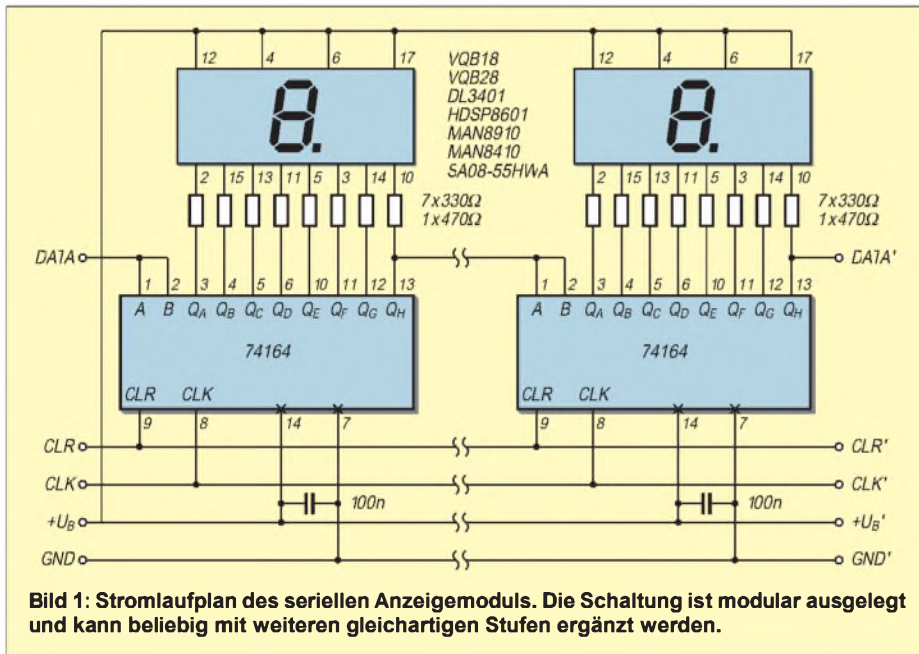 12 4 6 17 12 4 6 17
VQB18
VQB28
DL3401
HDSP8601
MAN8910
MAN8410
SA08-55HWA
8. 8.
2 15 13 11 5 3 14 10 2 15 13 11 5 3 14 10
7x330Ω 7x330Ω
1x470Ω 1x470Ω
DATA DATA'
1 2 3 4 5 6 10 11 12 13 1 2 3 4 5 6 10 11 12 13
A B QA QB QC QD QE QF QG QH A B QA QB QC QD QE QF QG QH
74164 74164
CLR CLK CLR CLK
9 8 14 7 9 8 14 7
CLR CLR'
CLK CLK'
100n 100n
+UB +UB'
GND GND'
Bild 1: Stromlaufplan des seriellen Anzeigemoduls. Die Schaltung ist modular ausgelegt
und kann beliebig mit weiteren gleichartigen Stufen ergänzt werden.